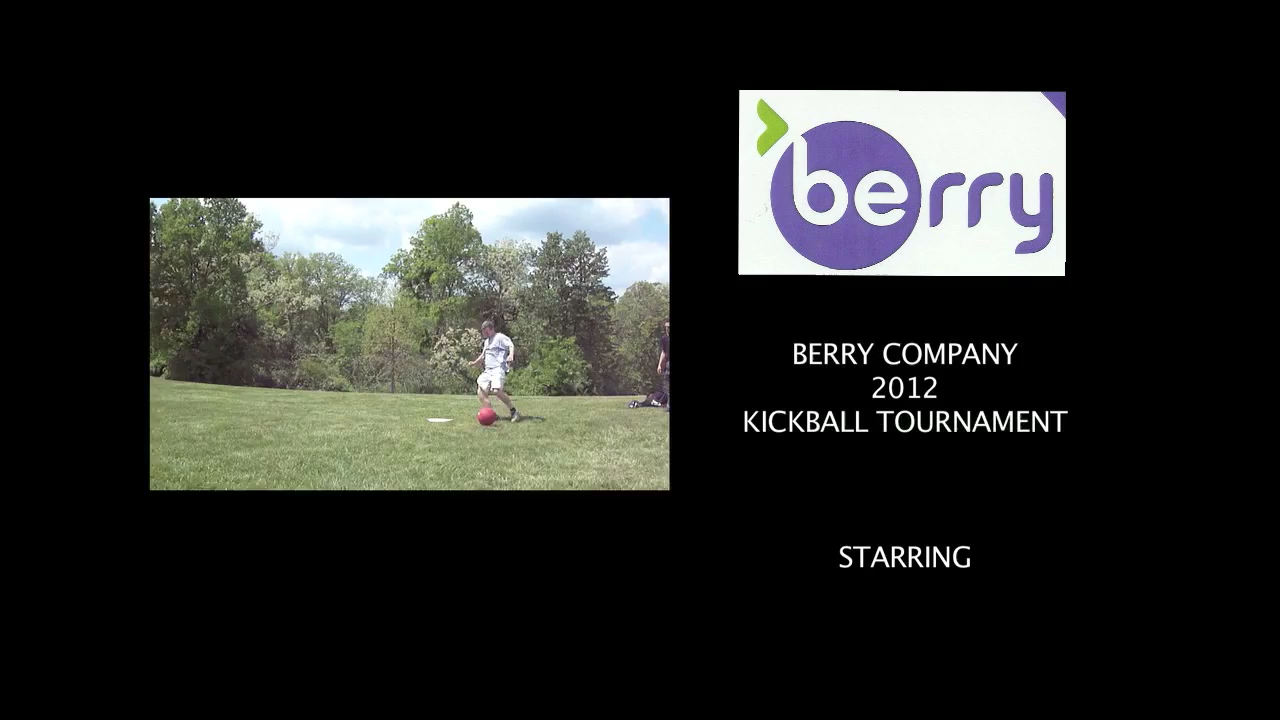 berry
BERRY COMPANY
2012
KICKBALL TOURNAMENT
STARRING